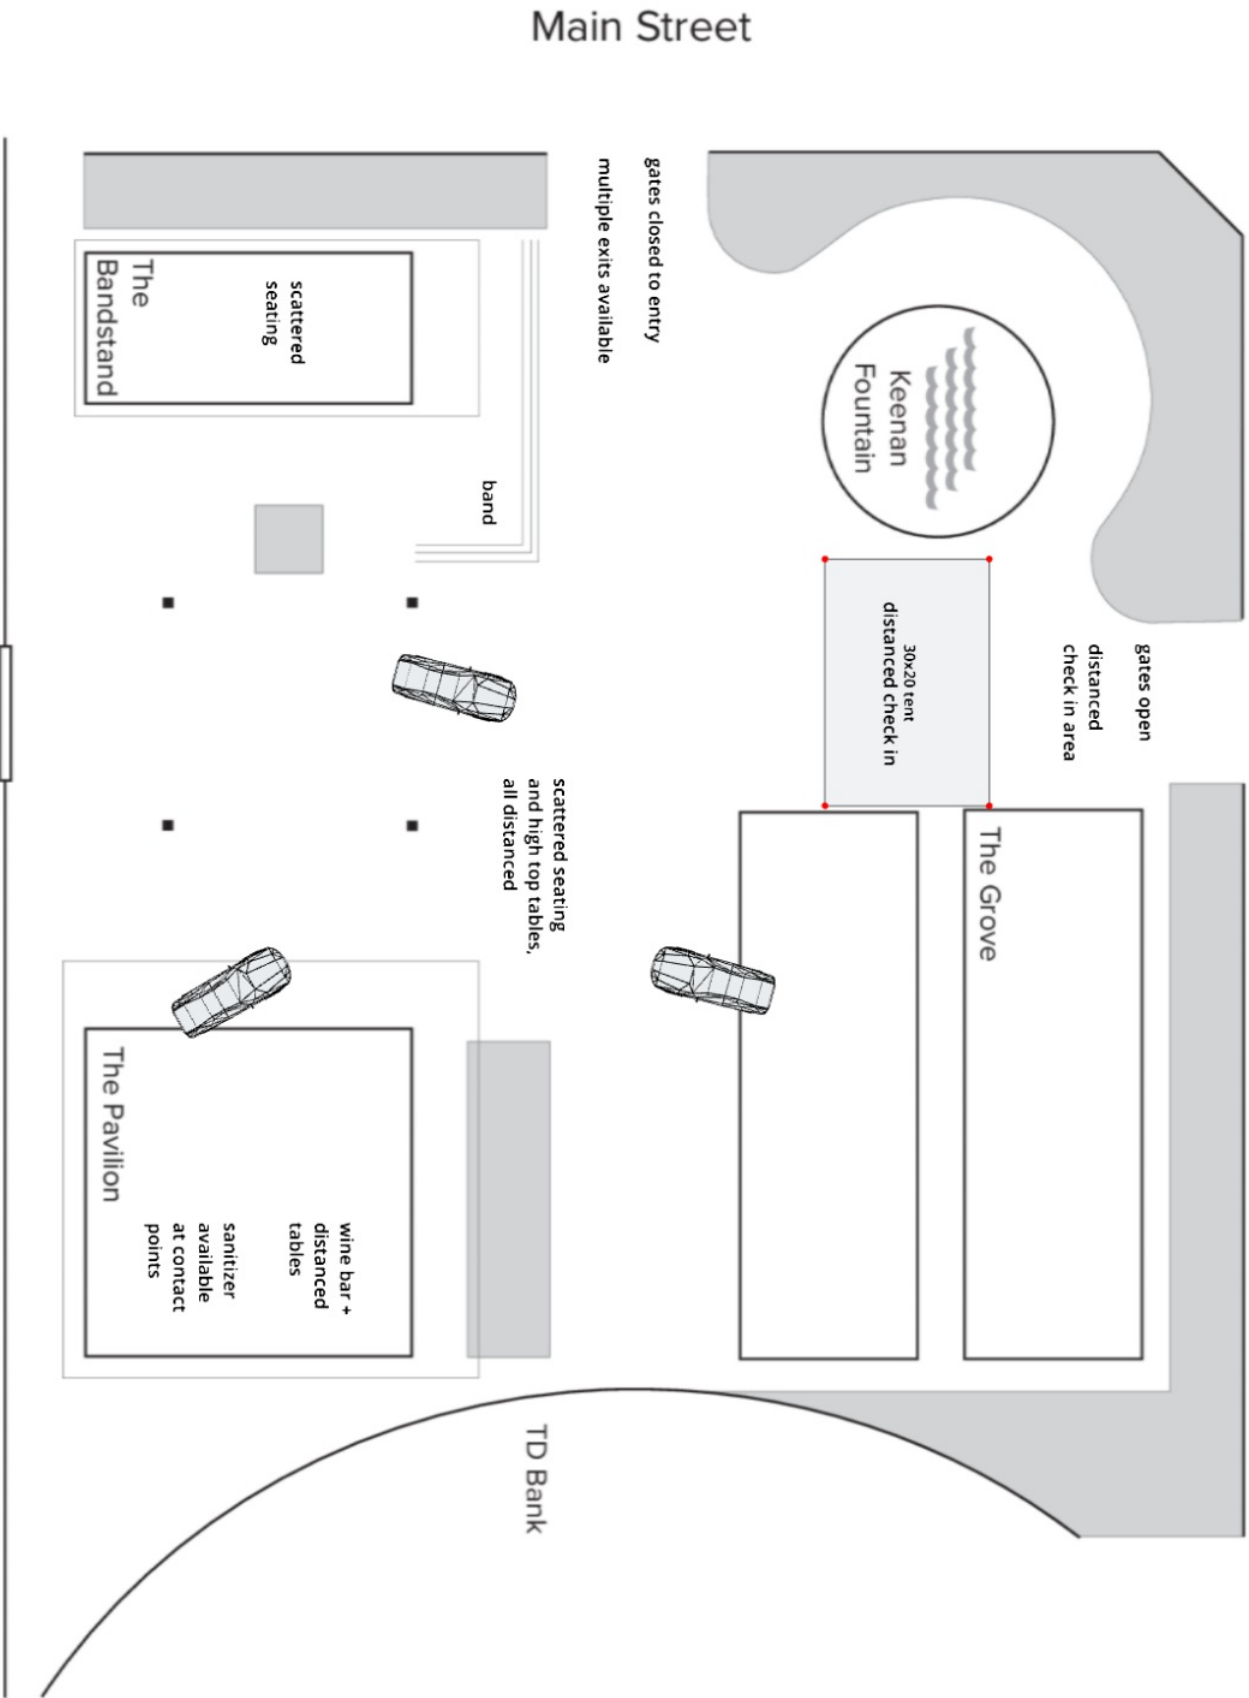 Main Street
gates closed to entry
multiple exits available
The
Bandstand
scattered
seating
Keenan
Fountain
band
30x20 tent
distanced check in
gates open
distanced
check in area
scattered seating
and high top tables,
all distanced
The Grove
The Pavilion
wine bar +
distanced
tables
sanitizer
available
at contact
points
TD Bank